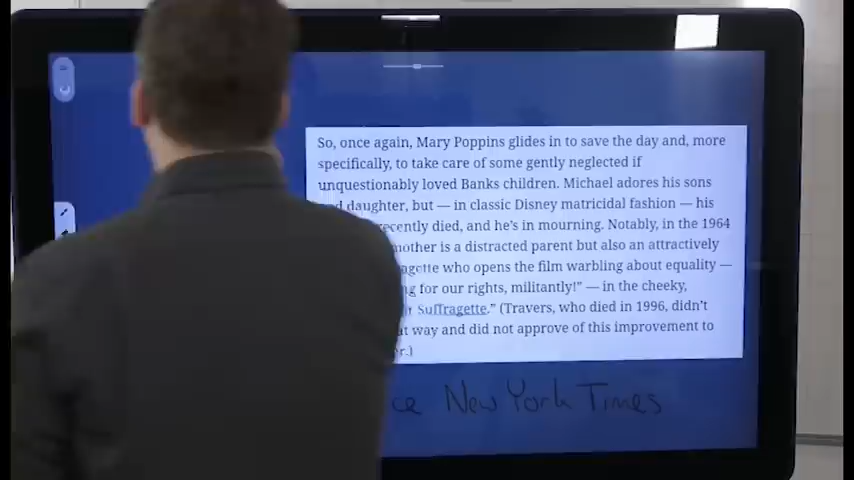 So, once again, Mary Poppins glides in to save the day and, more
specifically, to take care of some gently neglected if
unquestionably loved Banks children. Michael adores his sons
daughter, but — in classic Disney matricidal fashion — his
recently died, and he's in mourning. Notably, in the 1964
mother is a distracted parent but also an attractively
who opens the film warbling about equality —
for our rights, militantly!" — in the cheeky,
Suffragette." (Travers, who died in 1996, didn't
way and did not approve of this improvement to
New York Times